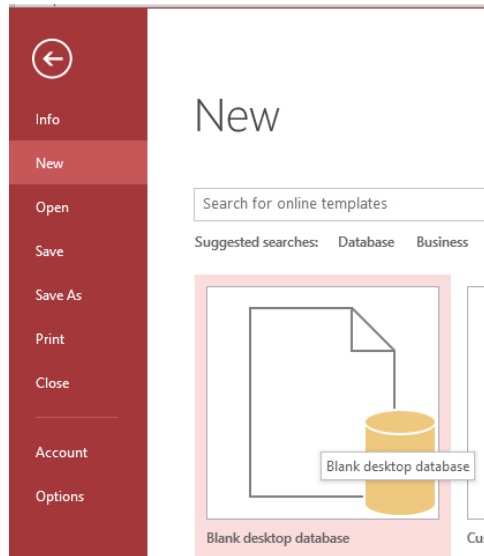 Info
New
Open
Save
Save As
Print
Close
Account
Options
New
Search for online templates
Suggested searches: Database Business
Blank desktop database
Blank desktop database